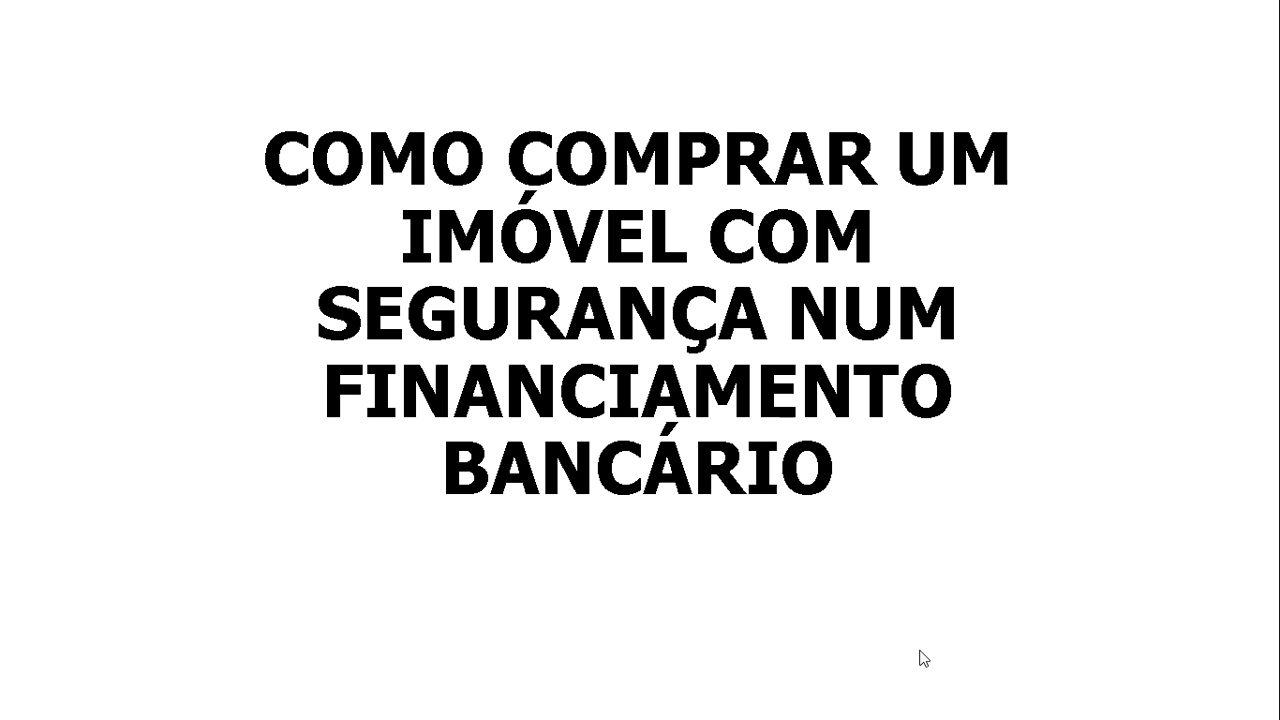 COMO COMPRAR UM
IMÓVEL COM
SEGURANÇA NUM
FINANCIAMENTO
BANCÁRIO